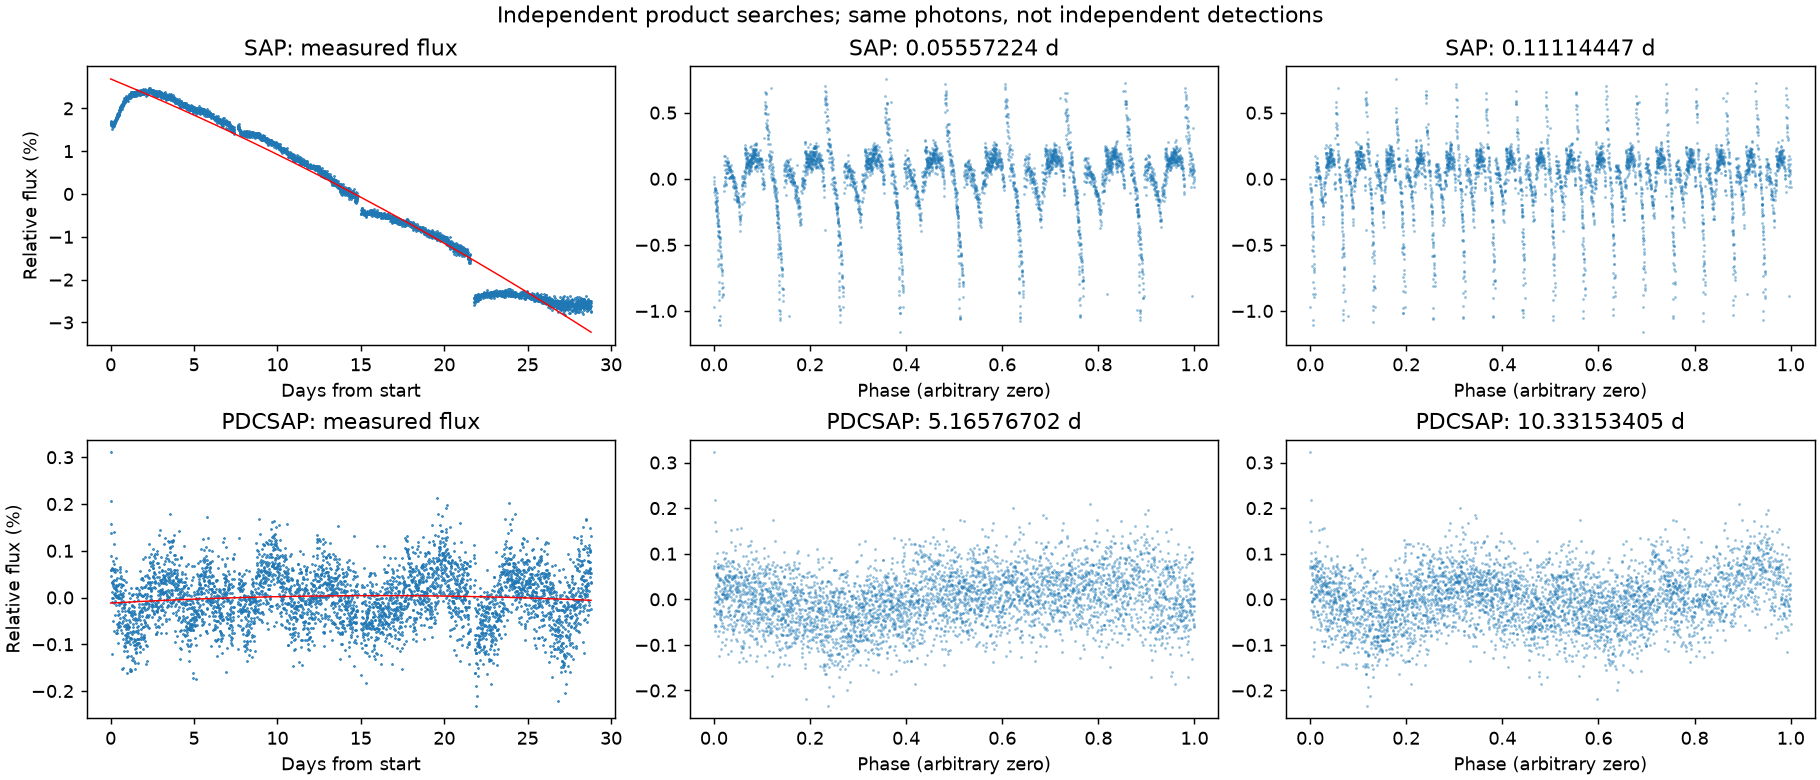 Independent product searches; same photons, not independent detections
SAP: measured flux
SAP: 0.05557224 d
SAP: 0.11114447 d
Relative flux (%)
2
1
0
−1
−2
−3
0 5 10 15 20 25 30
Days from start
0.5
0.0
−0.5
−1.0
0.0 0.2 0.4 0.6 0.8 1.0
Phase (arbitrary zero)
0.5
0.0
−0.5
−1.0
0.0 0.2 0.4 0.6 0.8 1.0
Phase (arbitrary zero)
PDCSAP: measured flux
PDCSAP: 5.16576702 d
PDCSAP: 10.33153405 d
Relative flux (%)
0.3
0.2
0.1
0.0
−0.1
−0.2
0 5 10 15 20 25 30
Days from start
0.3
0.2
0.1
0.0
−0.1
−0.2
0.0 0.2 0.4 0.6 0.8 1.0
Phase (arbitrary zero)
0.3
0.2
0.1
0.0
−0.1
−0.2
0.0 0.2 0.4 0.6 0.8 1.0
Phase (arbitrary zero)